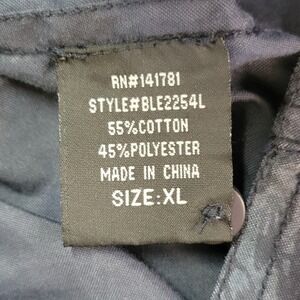 RN#141781
STYLE#BLE2254L
55%COTTON
45%POLYESTER
MADE IN CHINA
SIZE:XL